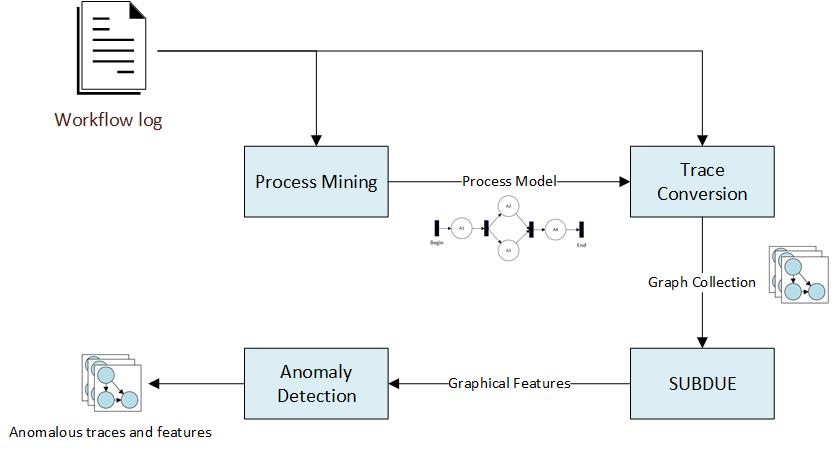 Workflow log
Process Mining
Process Model
Trace
Conversion
A1
A2
A3
A4
Begin
End
Graph Collection
Anomaly
Detection
Graphical Features
SUBDUE
Anomalous traces and features